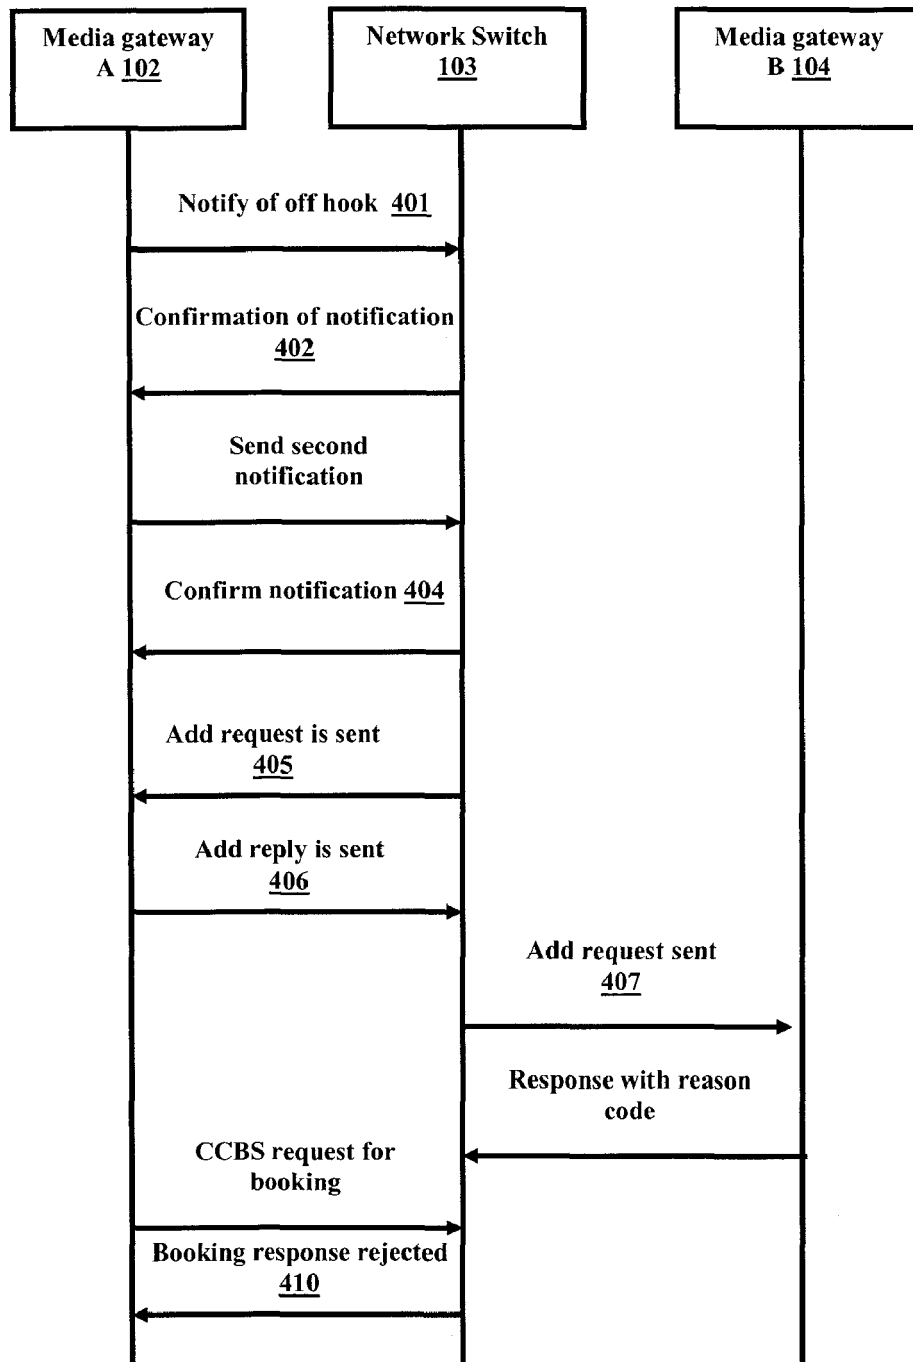 Media gateway
A 102
Network Switch
103
Media gateway
B 104
Notify of off hook 401
Confirmation of notification
402
Send second
notification
Confirm notification 404
Add request is sent
405
Add reply is sent
406
Add request sent
407
Response with reason
code
CCBS request for
booking
Booking response rejected
410